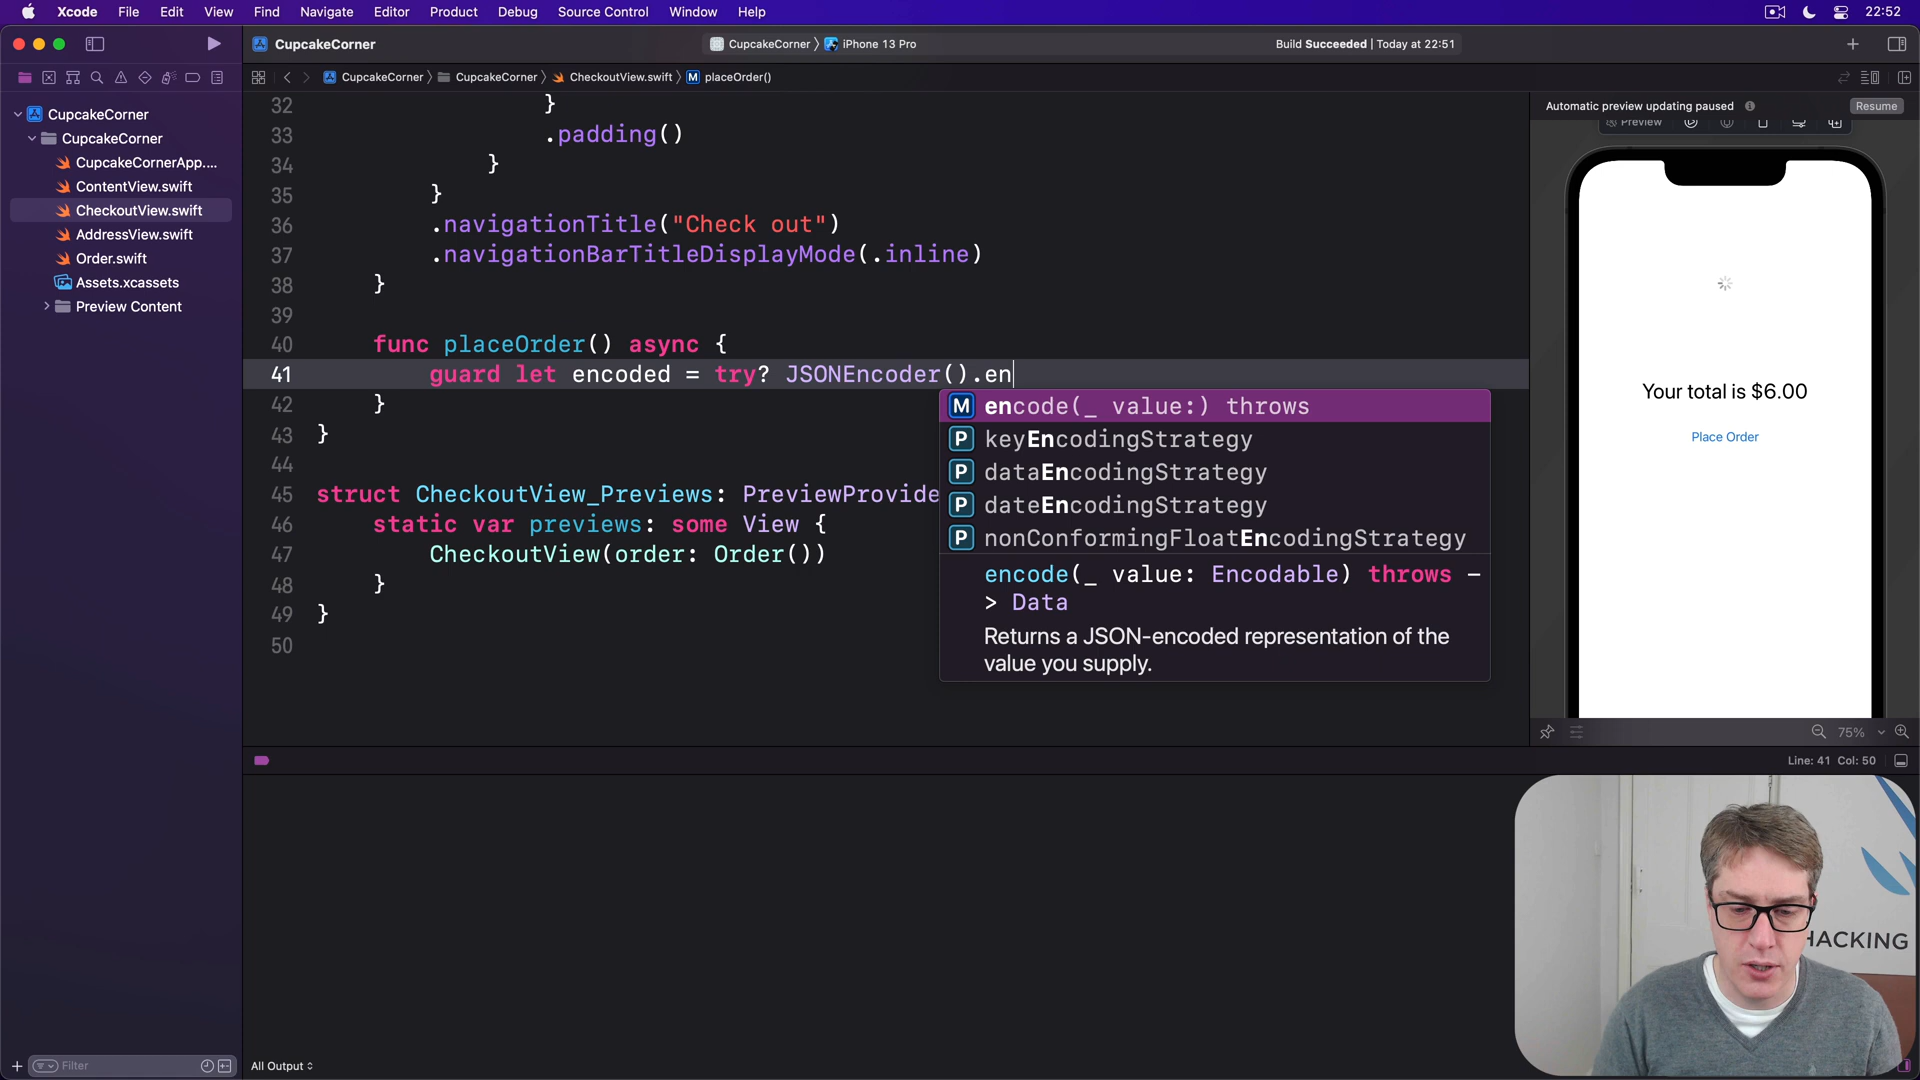 Xcode File Edit View Find Navigate Editor Product Debug Source Control Window Help 22:52
CupcakeCorner CupcakeCorner iPhone 13 Pro Build Succeeded | Today at 22:51
CupcakeCorner CupcakeCorner CheckoutView.swift M placeOrder()
CupcakeCorner
CupcakeCorner
CupcakeCornerApp....
ContentView.swift
CheckoutView.swift
AddressView.swift
Order.swift
Assets.xcassets
Preview Content
Filter
32 }
33 .padding()
34 }
35 }
36 .navigationTitle("Check out")
37 .navigationBarTitleDisplayMode(.inline)
38 }
39
40 func placeOrder() async {
41 guard let encoded = try? JSONEncoder().en
42 }
43 }
44
45 struct CheckoutView_Previews: PreviewProvide
46 static var previews: some View {
47 CheckoutView(order: Order())
48 }
49 }
50
M encode(_ value:) throws
P keyEncodingStrategy
P dataEncodingStrategy
P dateEncodingStrategy
P nonConformingFloatEncodingStrategy
encode(_ value: Encodable) throws –
> Data
Returns a JSON-encoded representation of the
value you supply.
Automatic preview updating paused Resume
Preview
Your total is $6.00
Place Order
75%
Line: 41 Col: 50
All Output
HACKING